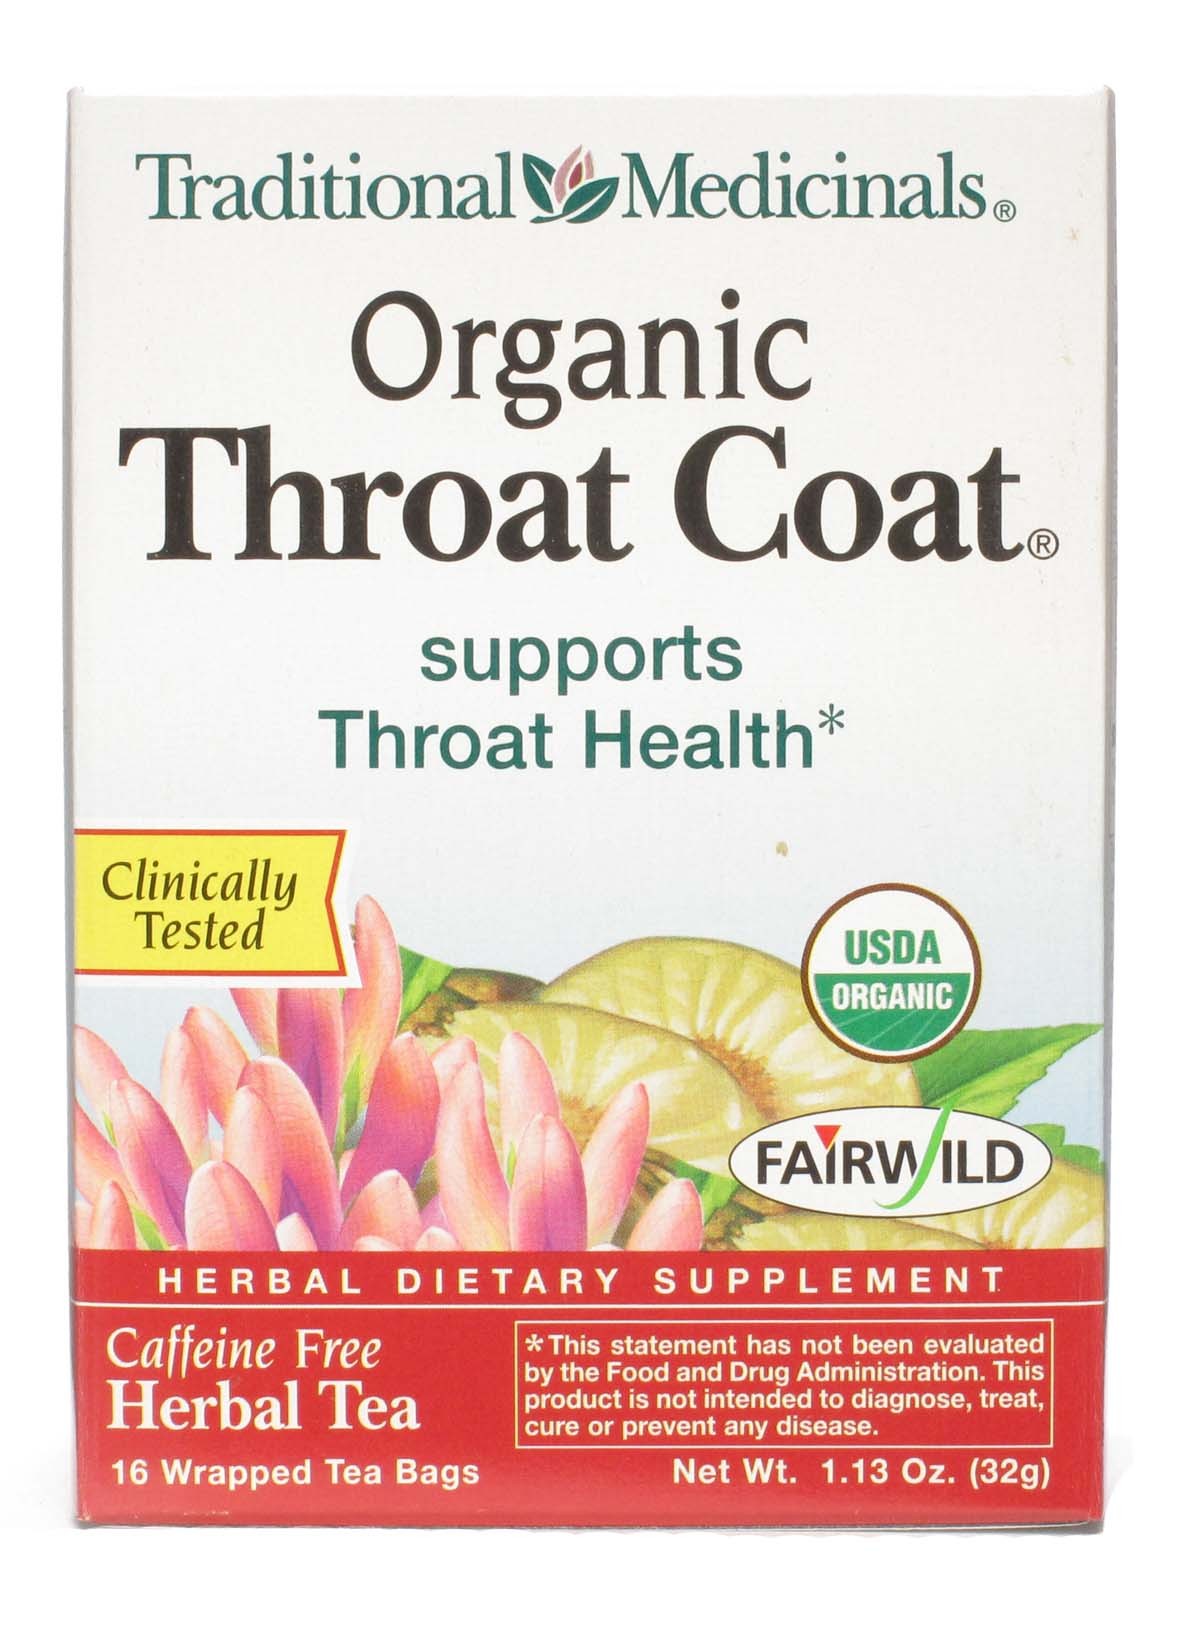 Traditional Medicinals®
Organic
Throat Coat®
supports
Throat Health*
Clinically
Tested
USDA
ORGANIC
FAIRWILD
HERBAL DIETARY SUPPLEMENT
Caffeine Free
Herbal Tea
16 Wrapped Tea Bags
*This statement has not been evaluated
by the Food and Drug Administration. This
product is not intended to diagnose, treat,
cure or prevent any disease.
Net Wt. 1.13 Oz. (32g)